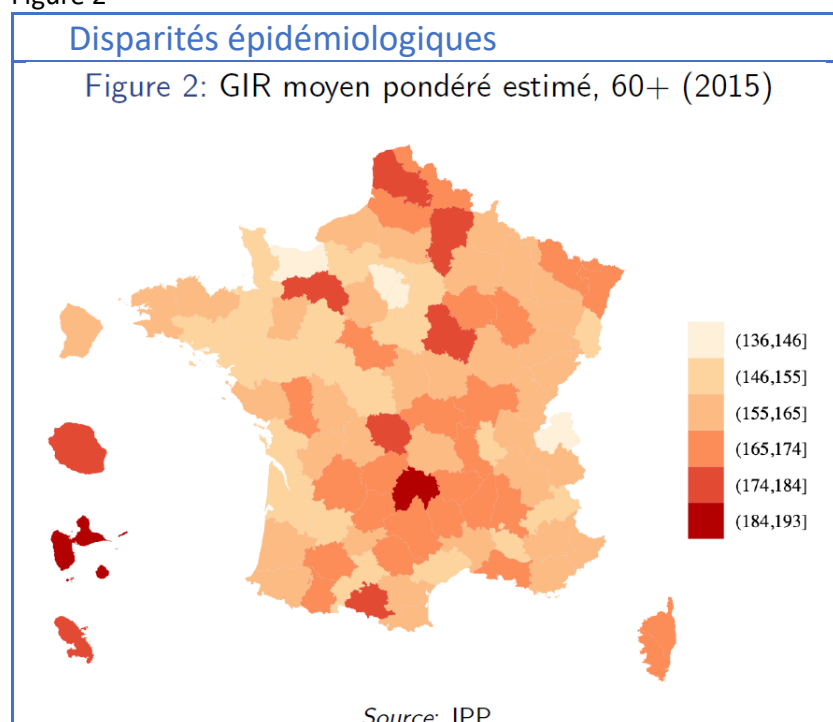 Figure 2
Disparités épidémiologiques
Figure 2: GIR moyen pondéré estimé, 60+ (2015)
(136,146]
(146,155]
(155,165]
(165,174]
(174,184]
(184,193]
Source: IPP